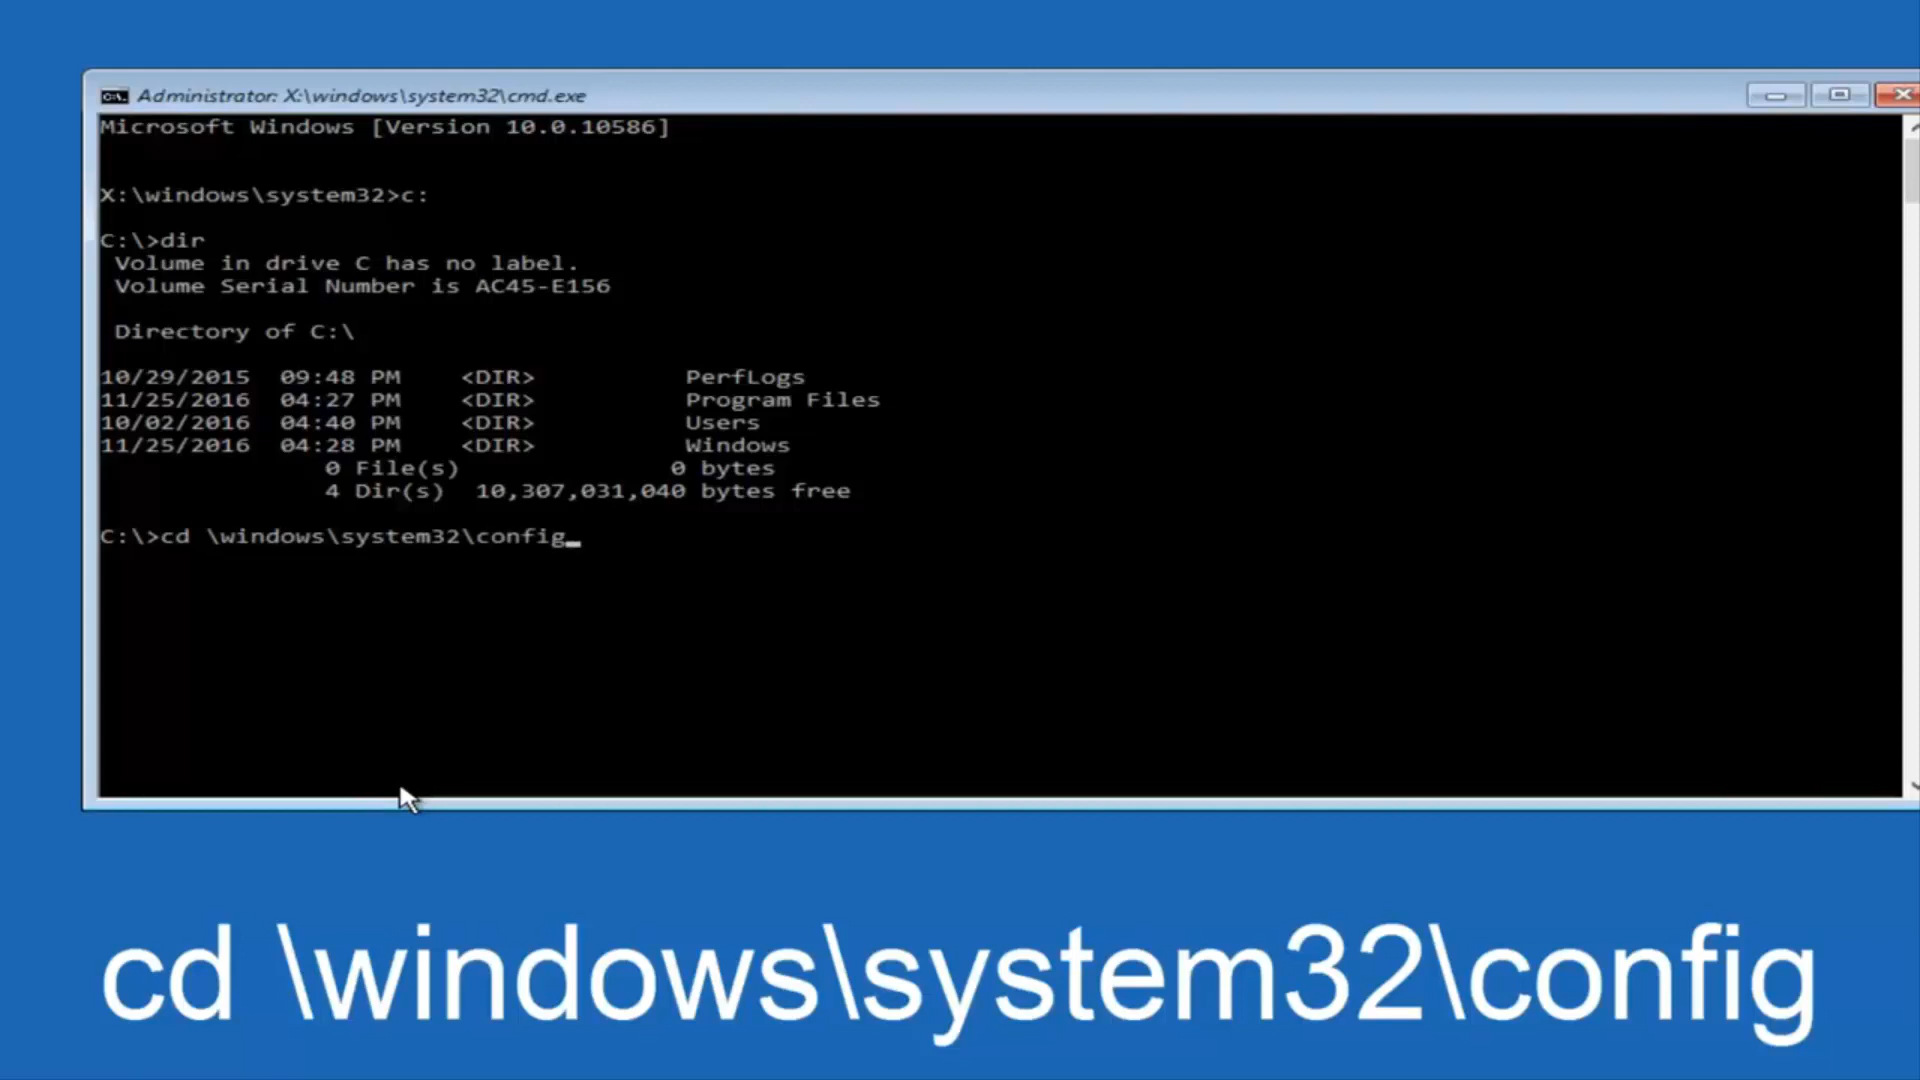 Administrator: X:\windows\system32\cmd.exe
Microsoft Windows [Version 10.0.10586]
X:\windows\system32>c:
C:\>dir
Volume in drive C has no label.
Volume Serial Number is AC45-E156
Directory of C:\
10/29/2015 09:48 PM <DIR> PerfLogs
11/25/2016 04:27 PM <DIR> Program Files
10/02/2016 04:40 PM <DIR> Users
11/25/2016 04:28 PM <DIR> Windows
0 File(s) 0 bytes
4 Dir(s) 10,307,031,040 bytes free
C:\>cd \windows\system32\config_
cd \windows\system32\config